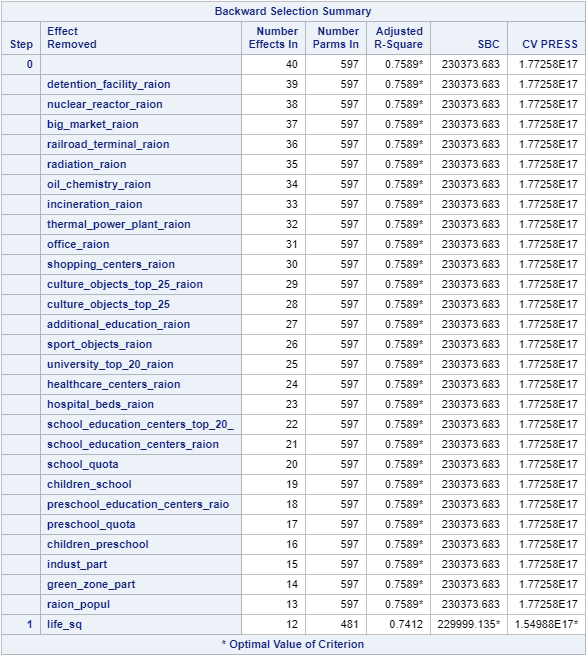 Backward Selection Summary
Step Effect Removed Number Effects In Number Parms In Adjusted R-Square SBC CV PRESS
0 40 597 0.7589* 230373.683 1.77258E17
detention_facility_raion 39 597 0.7589* 230373.683 1.77258E17
nuclear_reactor_raion 38 597 0.7589* 230373.683 1.77258E17
big_market_raion 37 597 0.7589* 230373.683 1.77258E17
railroad_terminal_raion 36 597 0.7589* 230373.683 1.77258E17
radiation_raion 35 597 0.7589* 230373.683 1.77258E17
oil_chemistry_raion 34 597 0.7589* 230373.683 1.77258E17
incineration_raion 33 597 0.7589* 230373.683 1.77258E17
thermal_power_plant_raion 32 597 0.7589* 230373.683 1.77258E17
office_raion 31 597 0.7589* 230373.683 1.77258E17
shopping_centers_raion 30 597 0.7589* 230373.683 1.77258E17
culture_objects_top_25_raion 29 597 0.7589* 230373.683 1.77258E17
culture_objects_top_25 28 597 0.7589* 230373.683 1.77258E17
additional_education_raion 27 597 0.7589* 230373.683 1.77258E17
sport_objects_raion 26 597 0.7589* 230373.683 1.77258E17
university_top_20_raion 25 597 0.7589* 230373.683 1.77258E17
healthcare_centers_raion 24 597 0.7589* 230373.683 1.77258E17
hospital_beds_raion 23 597 0.7589* 230373.683 1.77258E17
school_education_centers_top_20_ 22 597 0.7589* 230373.683 1.77258E17
school_education_centers_raion 21 597 0.7589* 230373.683 1.77258E17
school_quota 20 597 0.7589* 230373.683 1.77258E17
children_school 19 597 0.7589* 230373.683 1.77258E17
preschool_education_centers_raio 18 597 0.7589* 230373.683 1.77258E17
preschool_quota 17 597 0.7589* 230373.683 1.77258E17
children_preschool 16 597 0.7589* 230373.683 1.77258E17
indust_part 15 597 0.7589* 230373.683 1.77258E17
green_zone_part 14 597 0.7589* 230373.683 1.77258E17
raion_popul 13 597 0.7589* 230373.683 1.77258E17
1 life_sq 12 481 0.7412 229999.135* 1.54988E17*
* Optimal Value of Criterion